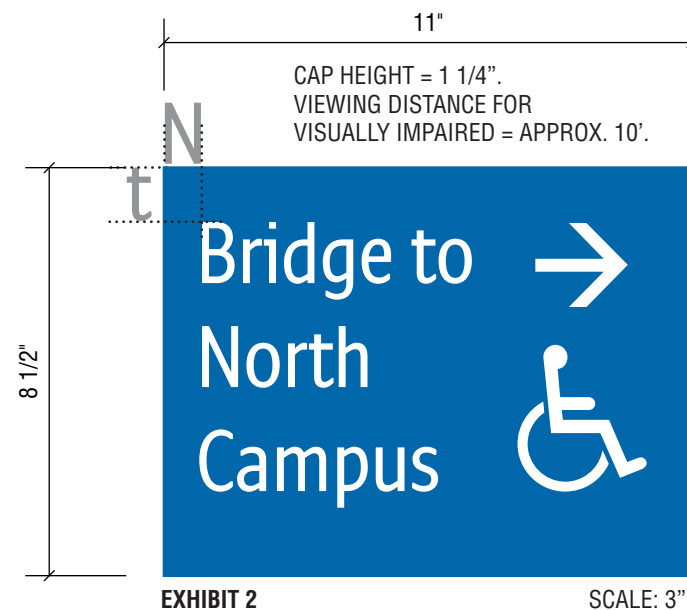 11"
CAP HEIGHT = 1 1/4”.
VIEWING DISTANCE FOR
VISUALLY IMPAIRED = APPROX. 10’.
N
t
8 1/2"
Bridge to
North
Campus
EXHIBIT 2
SCALE: 3”